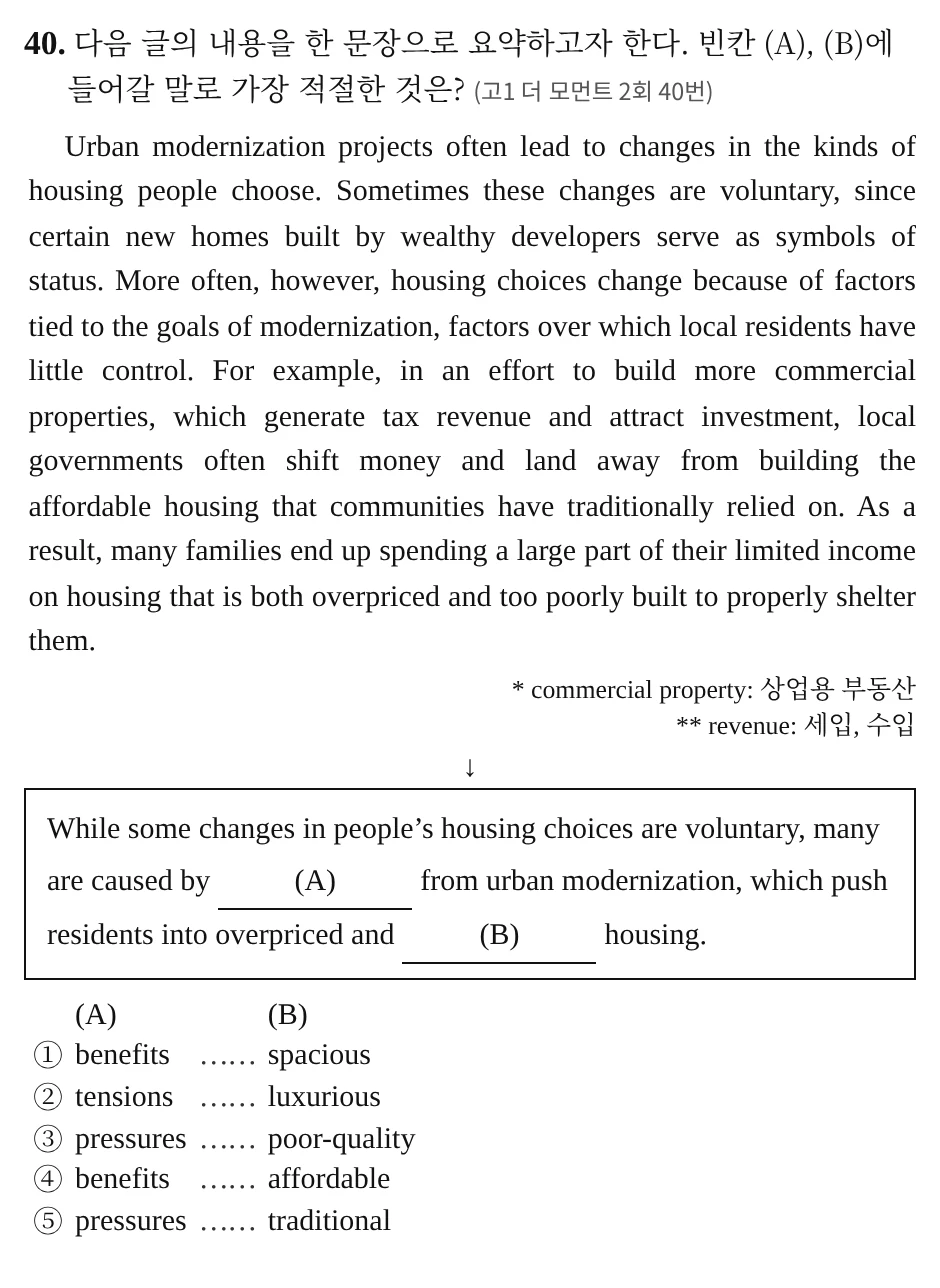 40. 다음 글의 내용을 한 문장으로 요약하고자 한다. 빈칸 (A), (B)에
들어갈 말로 가장 적절한 것은? (고1 더 모먼트 2회 40번)
Urban modernization projects often lead to changes in the kinds of
housing people choose. Sometimes these changes are voluntary, since
certain new homes built by wealthy developers serve as symbols of
status. More often, however, housing choices change because of factors
tied to the goals of modernization, factors over which local residents have
little control. For example, in an effort to build more commercial
properties, which generate tax revenue and attract investment, local
governments often shift money and land away from building the
affordable housing that communities have traditionally relied on. As a
result, many families end up spending a large part of their limited income
on housing that is both overpriced and too poorly built to properly shelter
them.
* commercial property: 상업용 부동산
** revenue: 세입, 수입
↓
While some changes in people’s housing choices are voluntary, many
are caused by (A) from urban modernization, which push
residents into overpriced and (B) housing.
(A) (B)
① benefits …… spacious
② tensions …… luxurious
③ pressures …… poor-quality
④ benefits …… affordable
⑤ pressures …… traditional